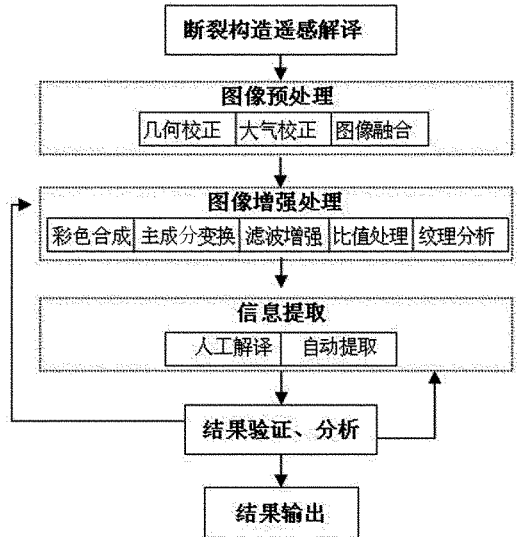 断裂构造遥感解译
图像预处理
几何校正 大气校正 图像融合
图像增强处理
彩色合成 主成分变换 滤波增强 比值处理 纹理分析
信息提取
人工解译 自动提取
结果验证、分析
结果输出